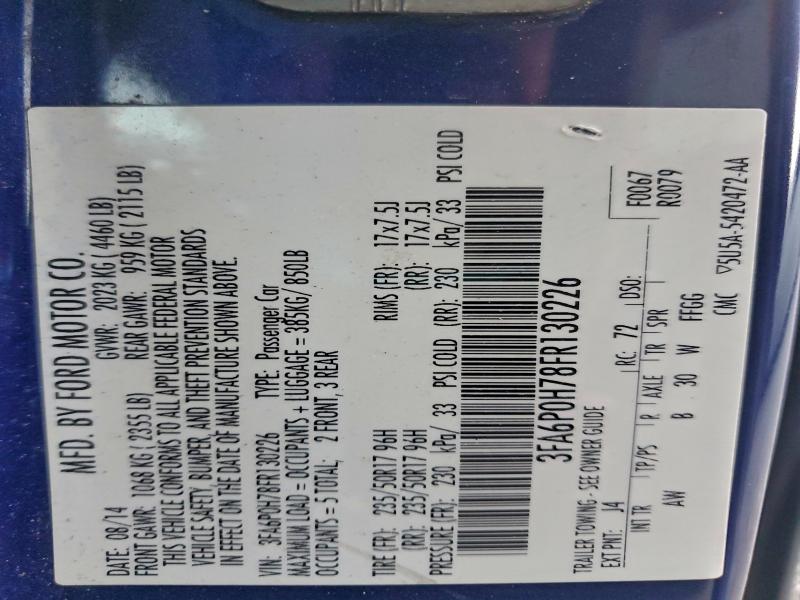 MFD. BY FORD MOTOR CO.
DATE: 08/14 GVWR: 2023 KG ( 4460 LB)
FRONT GAWR: 1068 KG ( 2355 LB) REAR GAWR: 959 KG ( 2115 LB)
THIS VEHICLE CONFORMS TO ALL APPLICABLE FEDERAL MOTOR
VEHICLE SAFETY, BUMPER, AND THEFT PREVENTION STANDARDS
IN EFFECT ON THE DATE OF MANUFACTURE SHOWN ABOVE.
VIN: 3FA6P0H78FR130226 TYPE: Passenger Car
MAXIMUM LOAD = OCCUPANTS + LUGGAGE = 385KG/ 850LB
OCCUPANTS = 5 TOTAL; 2 FRONT, 3 REAR
TIRE (FR): 235/50R17 96H RIMS (FR): 17x7.5J
(RR): 235/50R17 96H (RR): 17x7.5J
PRESSURE (FR): 230 kPa/ 33 PSI COLD (RR): 230 kPa/ 33 PSI COLD
3FA6P0H78FR130226
TRAILER TOWING - SEE OWNER GUIDE
F0067
R0079
EXT PNT: J4 RC: 72 DSO:
INT TR TP/PS R AXLE TR SPR
AW B 30 W FFGG
CMC ▽5U5A-5420472-AA